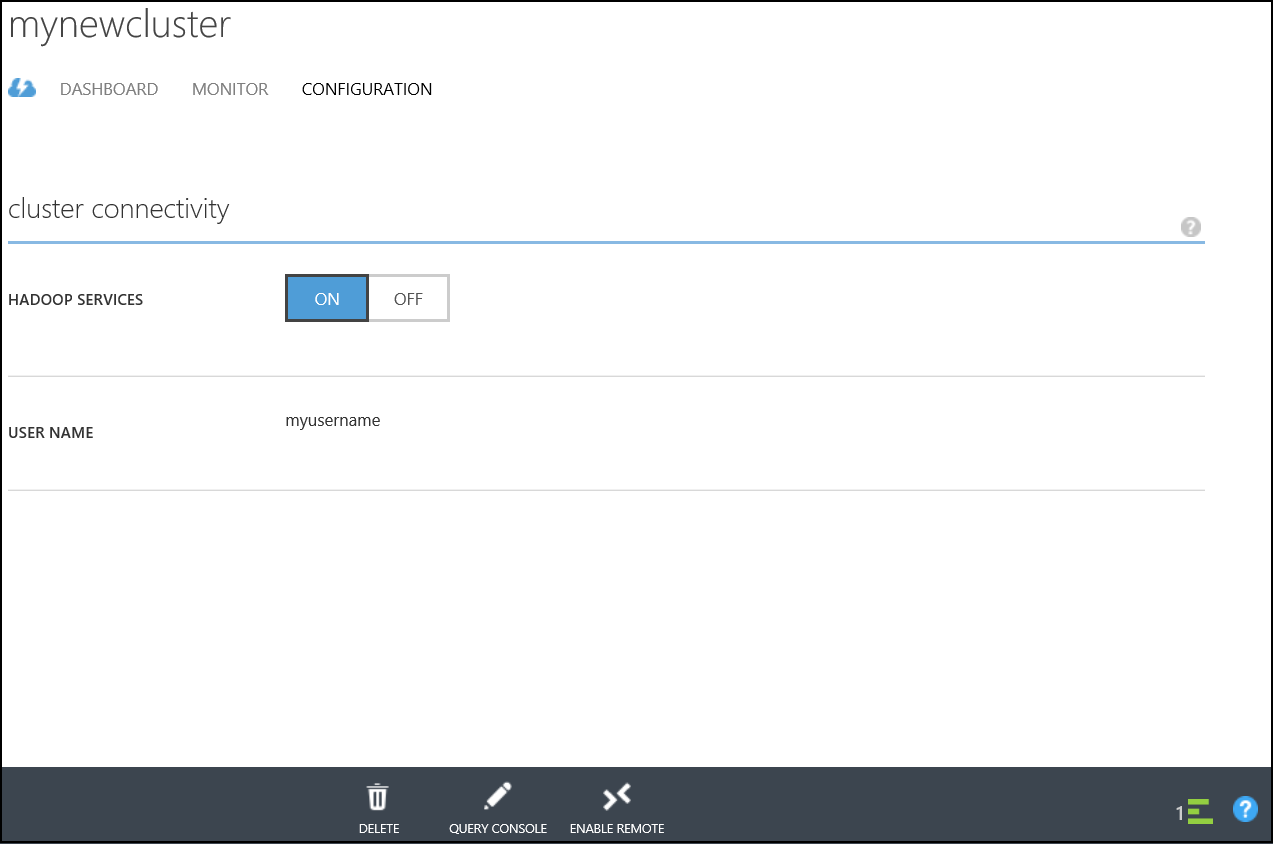 mynewcluster
DASHBOARD MONITOR CONFIGURATION
cluster connectivity
?
HADOOP SERVICES ON OFF
USER NAME myusername
DELETE QUERY CONSOLE ENABLE REMOTE
1 ?